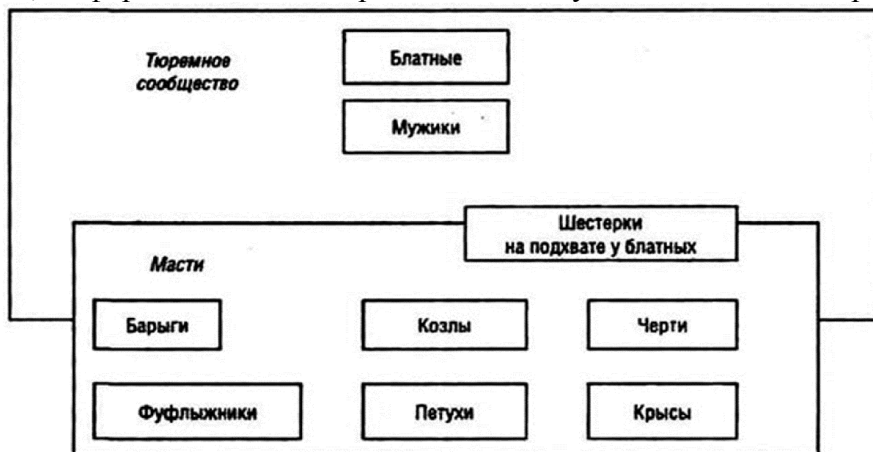 Блатные
Тюремное
сообщество
Мужики
Шестерки
на подхвате у блатных
Масти
Барыги
Козлы
Черти
Фуфлыжники
Петухи
Крысы